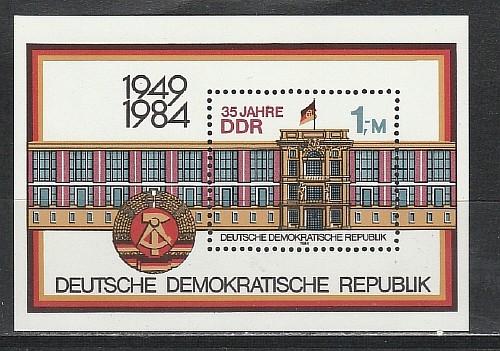 1949
1984
35 JAHRE
DDR
1,-M
DEUTSCHE DEMOKRATISCHE REPUBLIK
1984
DEUTSCHE DEMOKRATISCHE REPUBLIK